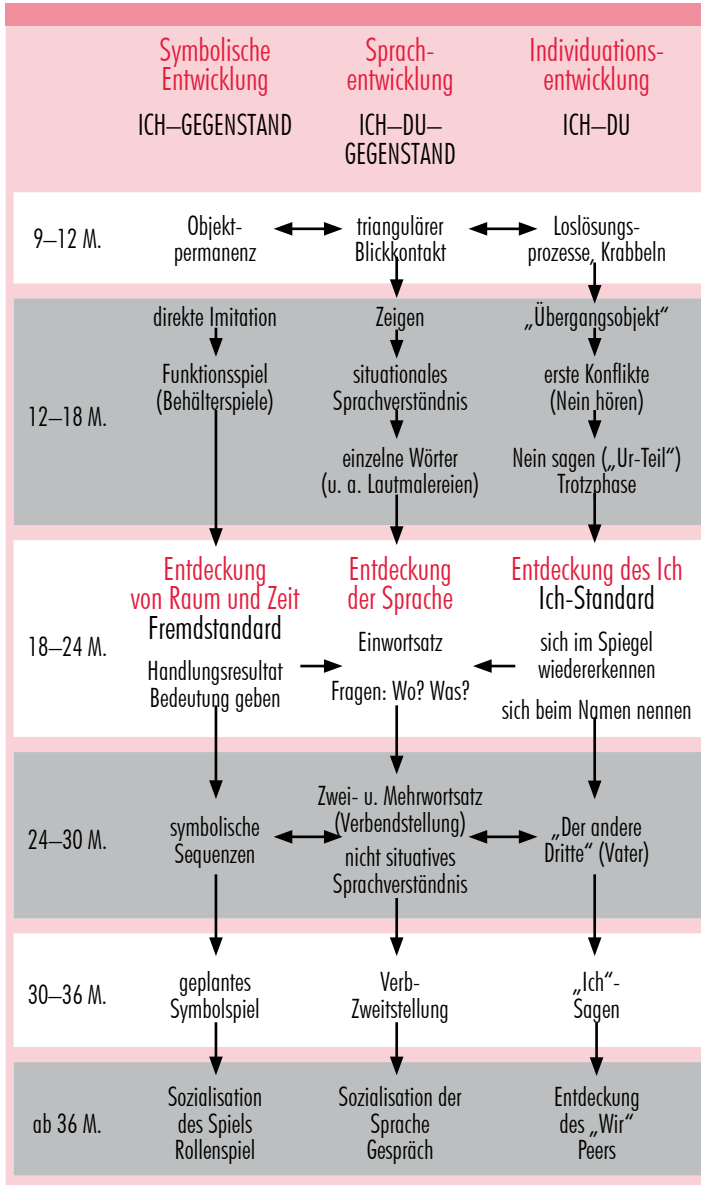 Symbolische
Entwicklung
ICH–GEGENSTAND
Sprach-
entwicklung
ICH–DU–
GEGENSTAND
Individuations-
entwicklung
ICH–DU
9–12 M.
Objekt-
permanenz
triangulärer
Blickkontakt
Loslösungs-
prozesse, Krabbeln
12–18 M.
direkte Imitation
Funktionsspiel
(Behälterspiele)
Zeigen
situationales
Sprachverständnis
einzelne Wörter
(u. a. Lautmalereien)
„Übergangsobjekt“
erste Konflikte
(Nein hören)
Nein sagen („Ur-Teil“)
Trotzphase
18–24 M.
Entdeckung
von Raum und Zeit
Fremdstandard
Handlungsresultat
Bedeutung geben
Entdeckung
der Sprache
Einwortsatz
Fragen: Wo? Was?
Entdeckung des Ich
Ich-Standard
sich im Spiegel
wiedererkennen
sich beim Namen nennen
24–30 M.
symbolische
Sequenzen
Zwei- u. Mehrwortsatz
(Verbendstellung)
nicht situatives
Sprachverständnis
„Der andere
Dritte“ (Vater)
30–36 M.
geplantes
Symbolspiel
Verb-
Zweitstellung
„Ich“-
Sagen
ab 36 M.
Sozialisation
des Spiels
Rollenspiel
Sozialisation der
Sprache
Gespräch
Entdeckung
des „Wir“
Peers